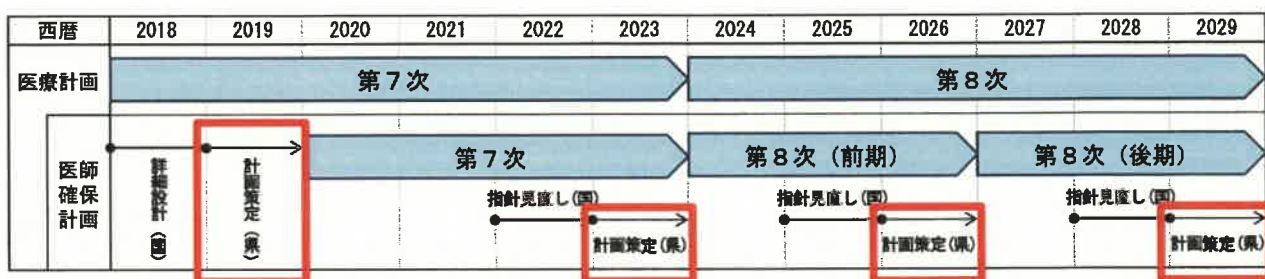 西暦 2018 2019 2020 2021 2022 2023 2024 2025 2026 2027 2028 2029
医療計画 第7次 第8次
医師確保計画 第7次 第8次（前期） 第8次（後期）
詳細設計（国）
計画策定（県）
指針見直し(国) 指針見直し(国) 指針見直し(国)
計画策定(県) 計画策定(県) 計画策定(県)